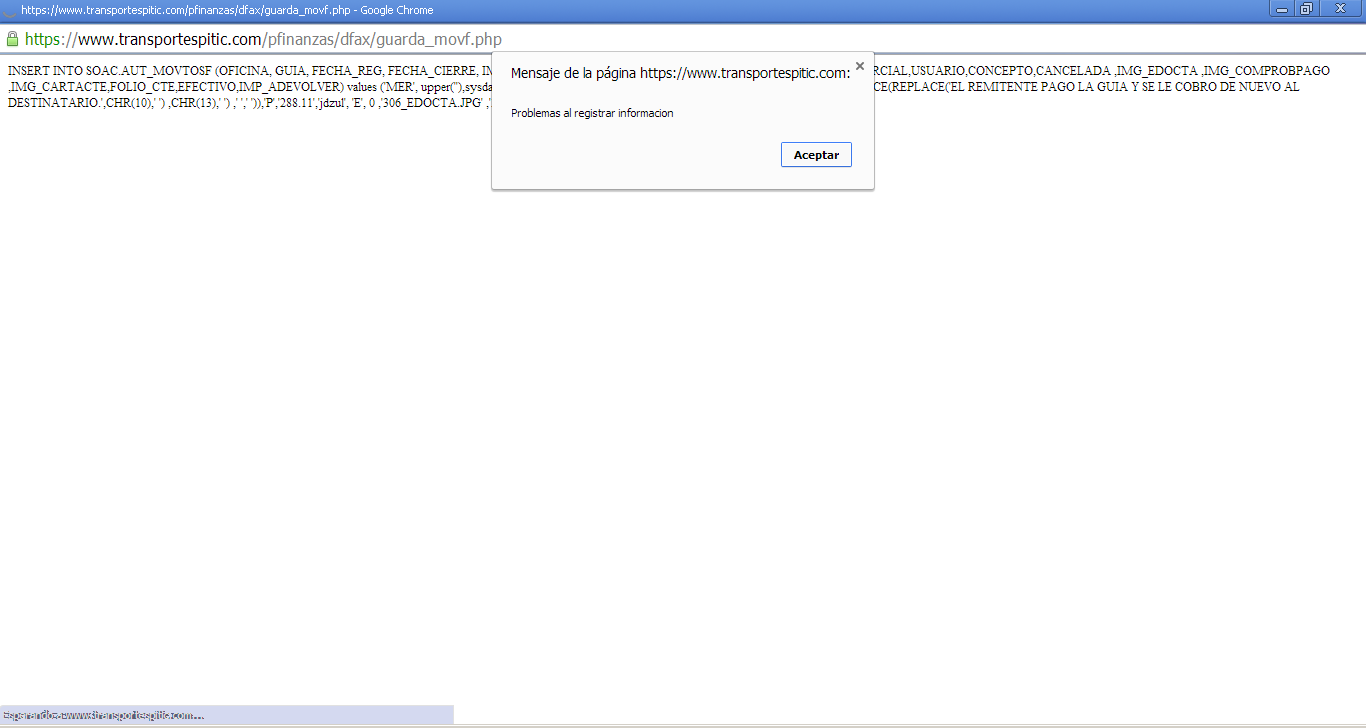 https://www.transportespitic.com/pfinanzas/dfax/guarda_movf.php - Google Chrome
https://www.transportespitic.com/pfinanzas/dfax/guarda_movf.php
INSERT INTO SOAC.AUT_MOVTOSF (OFICINA, GUIA, FECHA_REG, FECHA_CIERRE, RCIAL,USUARIO,CONCEPTO,CANCELADA ,IMG_EDOCTA ,IMG_COMPROBPAGO
,IMG_CARTACTE,FOLIO_CTE,EFECTIVO,IMP_ADEVOLVER) values ('MER', upper(''),sysda CE(REPLACE('EL REMITENTE PAGO LA GUIA Y SE LE COBRO DE NUEVO AL
DESTINATARIO.',CHR(10),' ') ,CHR(13),' ') ,' ',' ')),'P','288.11','jdzul', 'E', 0 ,'306_EDOCTA.JPG' ,'
Mensaje de la página https://www.transportespitic.com:
Problemas al registrar informacion
Aceptar
Esperando a www.transportespitic.com...